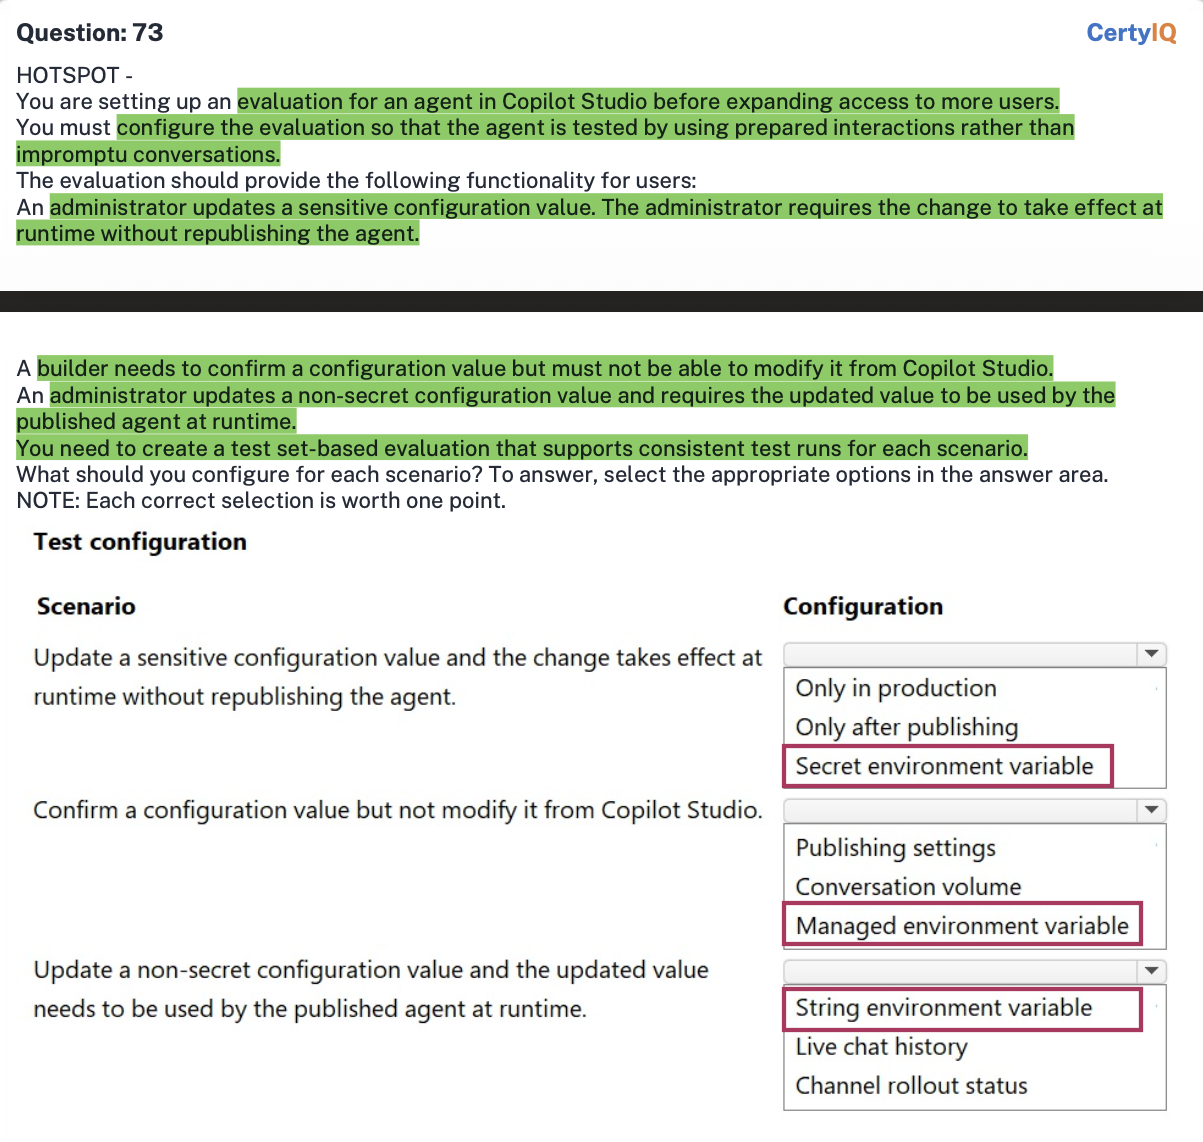 Question: 73
CertyIQ
HOTSPOT -
You are setting up an evaluation for an agent in Copilot Studio before expanding access to more users.
You must configure the evaluation so that the agent is tested by using prepared interactions rather than
impromptu conversations.
The evaluation should provide the following functionality for users:
An administrator updates a sensitive configuration value. The administrator requires the change to take effect at
runtime without republishing the agent.
A builder needs to confirm a configuration value but must not be able to modify it from Copilot Studio.
An administrator updates a non-secret configuration value and requires the updated value to be used by the
published agent at runtime.
You need to create a test set-based evaluation that supports consistent test runs for each scenario.
What should you configure for each scenario? To answer, select the appropriate options in the answer area.
NOTE: Each correct selection is worth one point.
Test configuration
Scenario
Configuration
Update a sensitive configuration value and the change takes effect at
runtime without republishing the agent.
Only in production
Only after publishing
Secret environment variable
Confirm a configuration value but not modify it from Copilot Studio.
Publishing settings
Conversation volume
Managed environment variable
Update a non-secret configuration value and the updated value
needs to be used by the published agent at runtime.
String environment variable
Live chat history
Channel rollout status